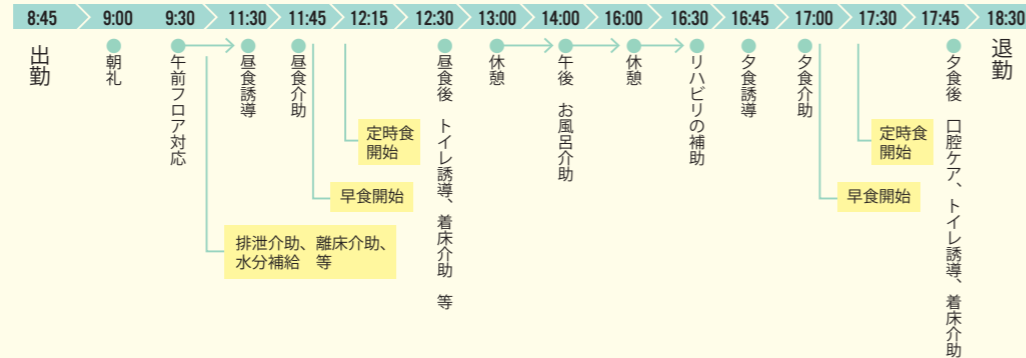 8:45
9:00
9:30
11:30
11:45
12:15
12:30
13:00
14:00
16:00
16:30
16:45
17:00
17:30
17:45
18:30
出勤
朝礼
午前フロア対応
排泄介助、離床介助、
水分補給　等
昼食誘導
昼食介助
早食開始
定時食
開始
昼食後　トイレ誘導、着床介助　等
休憩
午後　お風呂介助
休憩
リハビリの補助
夕食誘導
夕食介助
早食開始
定時食
開始
夕食後　口腔ケア、トイレ誘導、着床介助
退勤